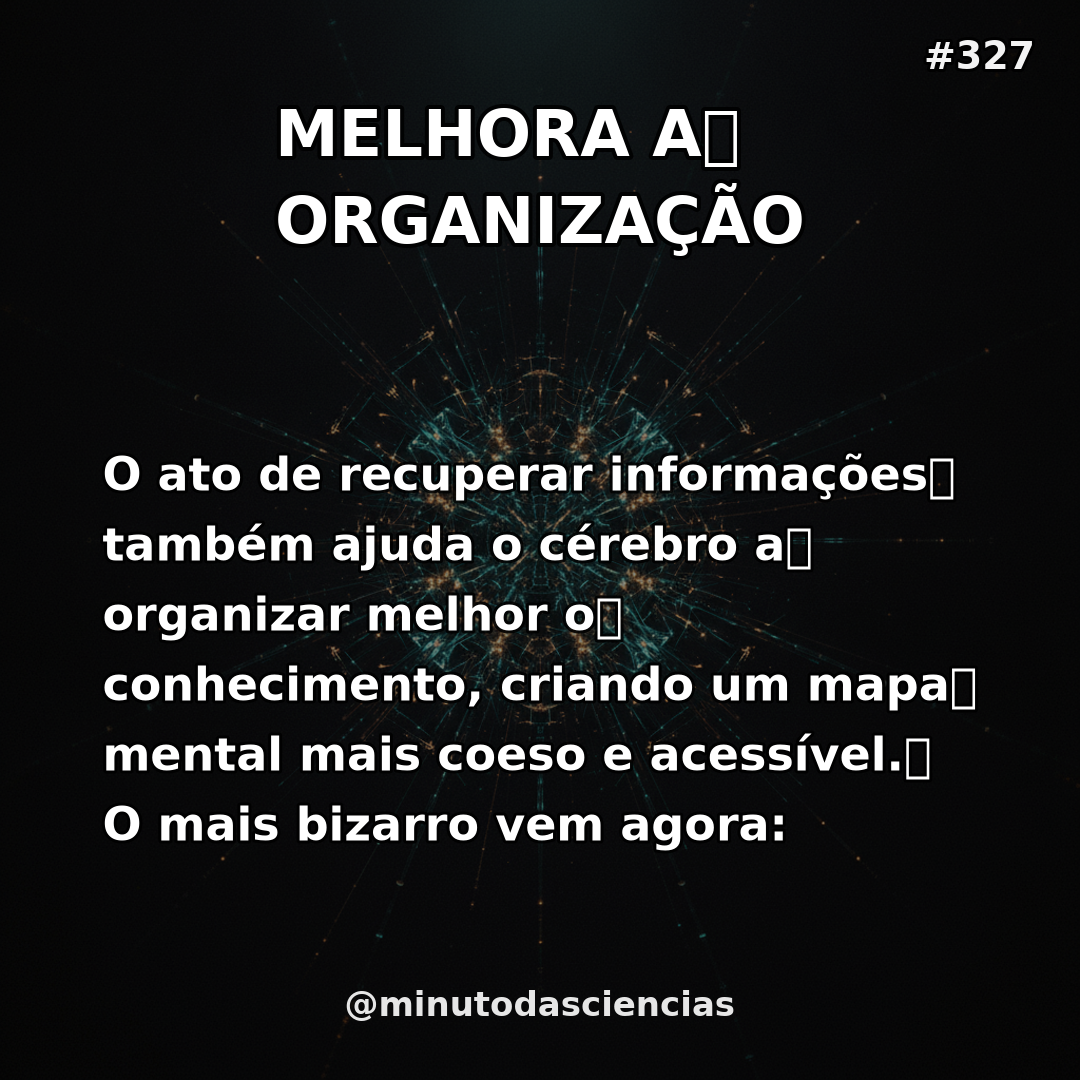 #327
MELHORA A▯
ORGANIZAÇÃO
O ato de recuperar informações▯
também ajuda o cérebro a▯
organizar melhor o▯
conhecimento, criando um mapa▯
mental mais coeso e acessível.▯
O mais bizarro vem agora:
@minutodasciencias